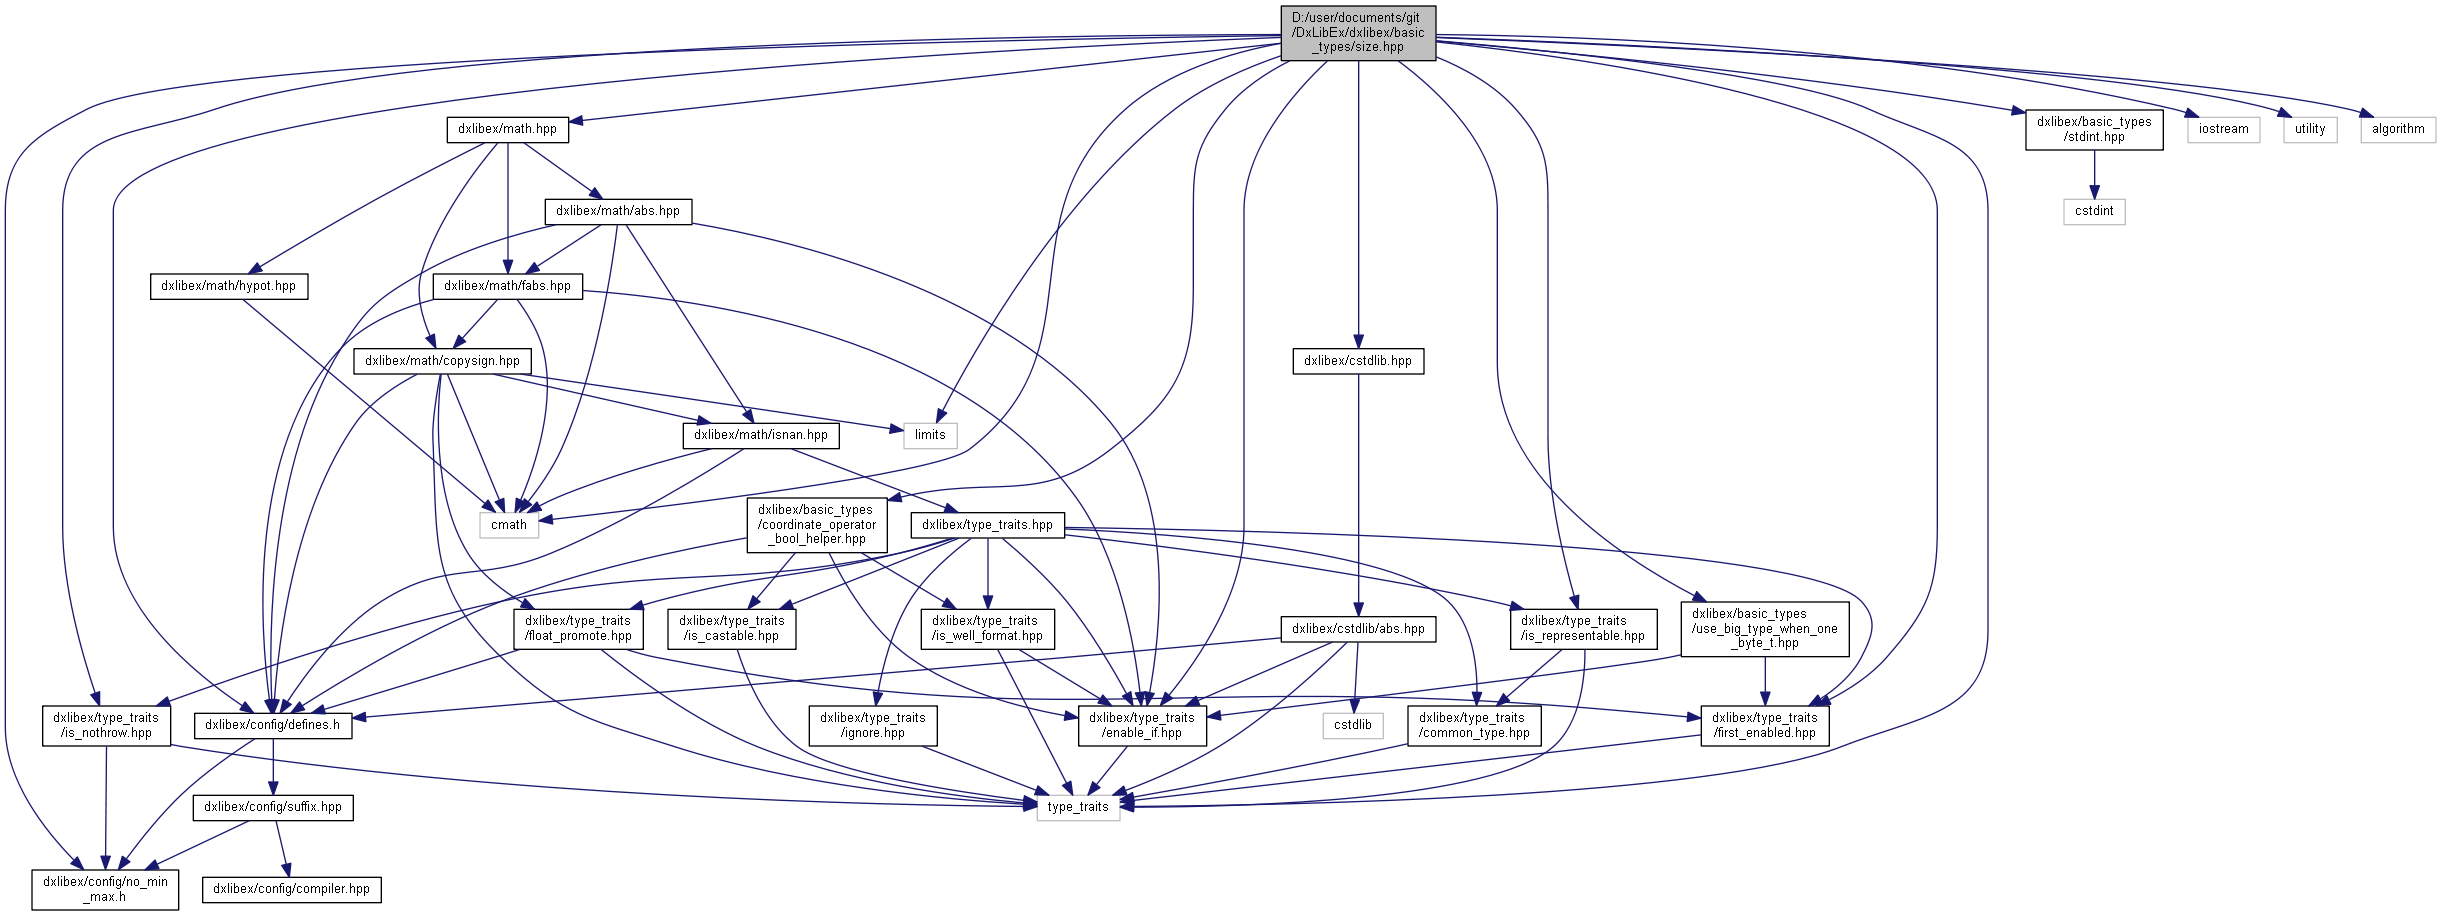 D:/user/documents/git
/DxLibEx/dxlibex/basic
_types/size.hpp
dxlibex/math.hpp
dxlibex/basic_types
/stdint.hpp
iostream
utility
algorithm
dxlibex/math/abs.hpp
cstdint
dxlibex/math/hypot.hpp
dxlibex/math/fabs.hpp
dxlibex/math/copysign.hpp
dxlibex/cstdlib.hpp
dxlibex/math/isnan.hpp
limits
cmath
dxlibex/basic_types
/coordinate_operator
_bool_helper.hpp
dxlibex/type_traits.hpp
dxlibex/type_traits
/float_promote.hpp
dxlibex/type_traits
/is_castable.hpp
dxlibex/type_traits
/is_well_format.hpp
dxlibex/cstdlib/abs.hpp
dxlibex/type_traits
/is_representable.hpp
dxlibex/basic_types
/use_big_type_when_one
_byte_t.hpp
dxlibex/type_traits
/is_nothrow.hpp
dxlibex/config/defines.h
dxlibex/type_traits
/ignore.hpp
dxlibex/type_traits
/enable_if.hpp
cstdlib
dxlibex/type_traits
/common_type.hpp
dxlibex/type_traits
/first_enabled.hpp
dxlibex/config/suffix.hpp
type_traits
dxlibex/config/no_min
_max.h
dxlibex/config/compiler.hpp